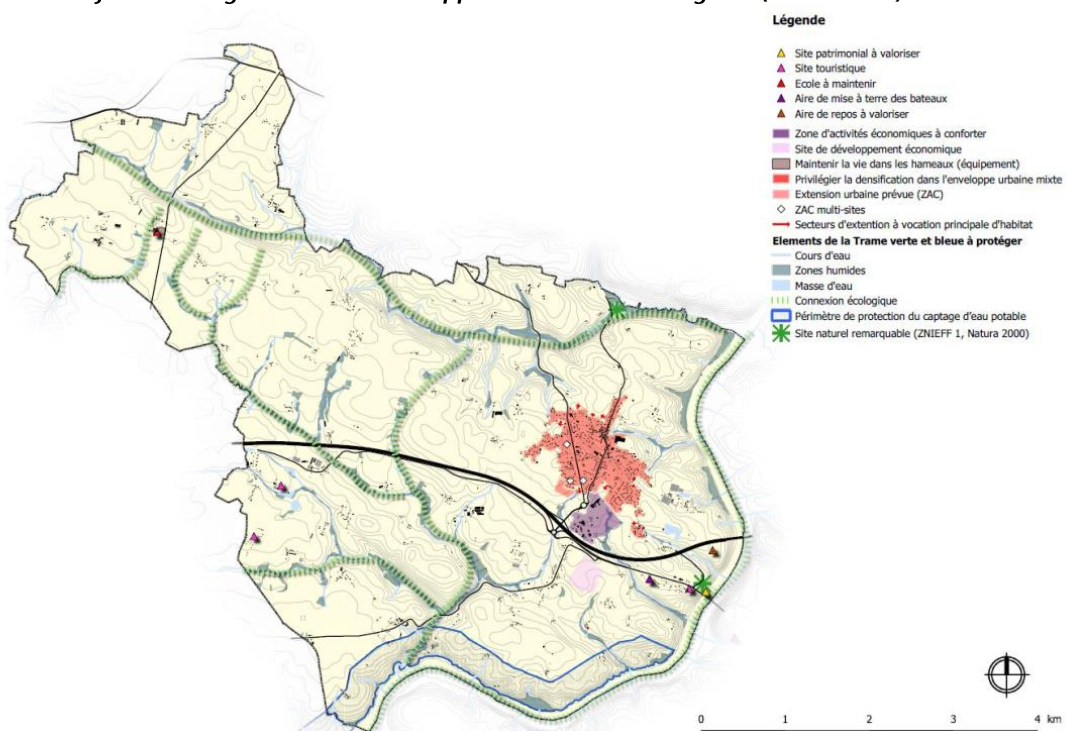 Légende
Site patrimonial à valoriser
Site touristique
Ecole à maintenir
Aire de mise à terre des bateaux
Aire de repos à valoriser
Zone d'activités économiques à conforter
Site de développement économique
Maintenir la vie dans les hameaux (équipement)
Privilégier la densification dans l'enveloppe urbaine mixte
Extension urbaine prévue (ZAC)
ZAC multi-sites
Secteurs d'extention à vocation principale d'habitat
Elements de la Trame verte et bleue à protéger
Cours d'eau
Zones humides
Masse d'eau
Connexion écologique
Périmètre de protection du captage d'eau potable
Site naturel remarquable (ZNIEFF 1, Natura 2000)
0 1 2 3 4 km